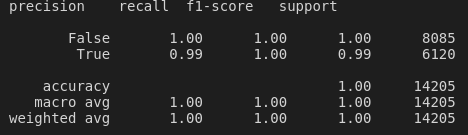 precision    recall  f1-score   support

       False       1.00      1.00      1.00      8085
        True       0.99      1.00      0.99      6120

    accuracy                           1.00     14205
   macro avg       1.00      1.00      1.00     14205
weighted avg       1.00      1.00      1.00     14205